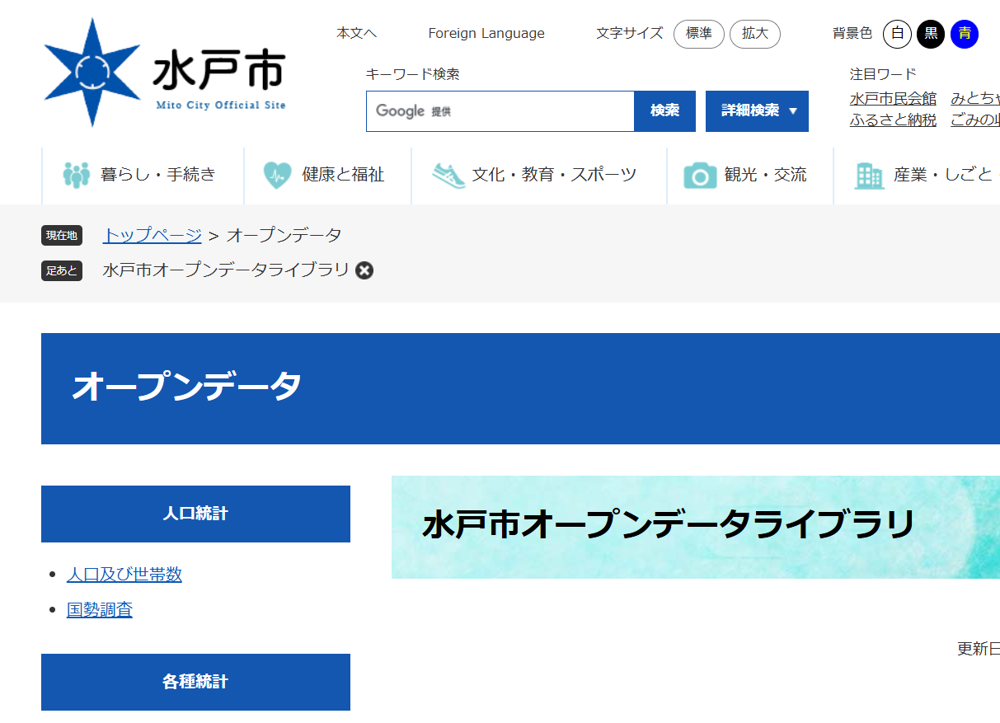 水戸市
Mito City Official Site
本文へ
Foreign Language
文字サイズ 標準 拡大
背景色 白 黒 青
キーワード検索
Google 提供
検索
詳細検索 ▼
注目ワード
水戸市民会館 みとち
ふるさと納税 ごみの
暮らし・手続き
健康と福祉
文化・教育・スポーツ
観光・交流
産業・しごと
現在地 トップページ > オープンデータ
足あと 水戸市オープンデータライブラリ
オープンデータ
人口統計
人口及び世帯数
国勢調査
各種統計
水戸市オープンデータライブラリ
更新日